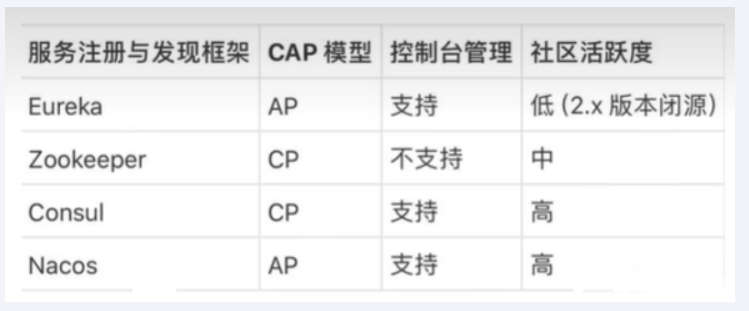 服务注册与发现框架 CAP 模型 控制台管理 社区活跃度
Eureka AP 支持 低 (2.x 版本闭源)
Zookeeper CP 不支持 中
Consul CP 支持 高
Nacos AP 支持 高